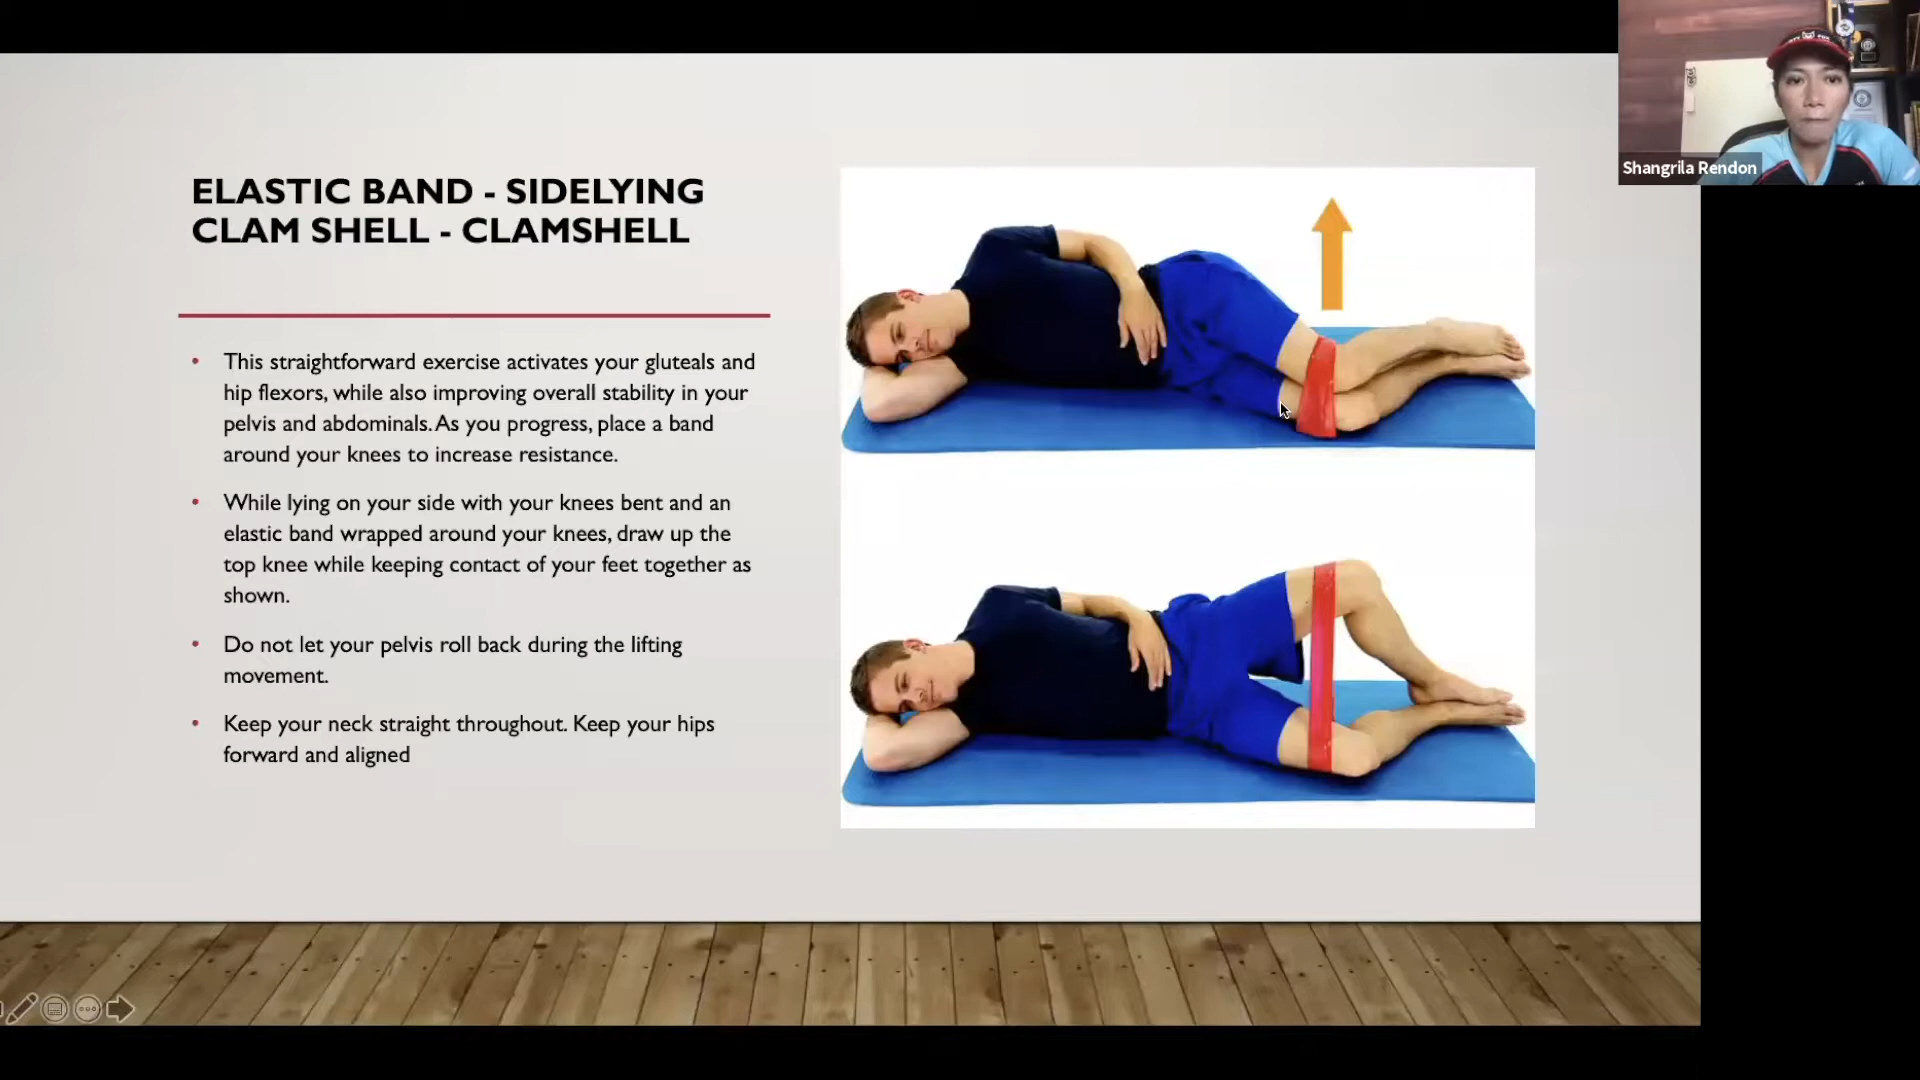 ELASTIC BAND - SIDELYING
CLAM SHELL - CLAMSHELL
• This straightforward exercise activates your gluteals and
hip flexors, while also improving overall stability in your
pelvis and abdominals. As you progress, place a band
around your knees to increase resistance.
• While lying on your side with your knees bent and an
elastic band wrapped around your knees, draw up the
top knee while keeping contact of your feet together as
shown.
• Do not let your pelvis roll back during the lifting
movement.
• Keep your neck straight throughout. Keep your hips
forward and aligned
Shangrila Rendon